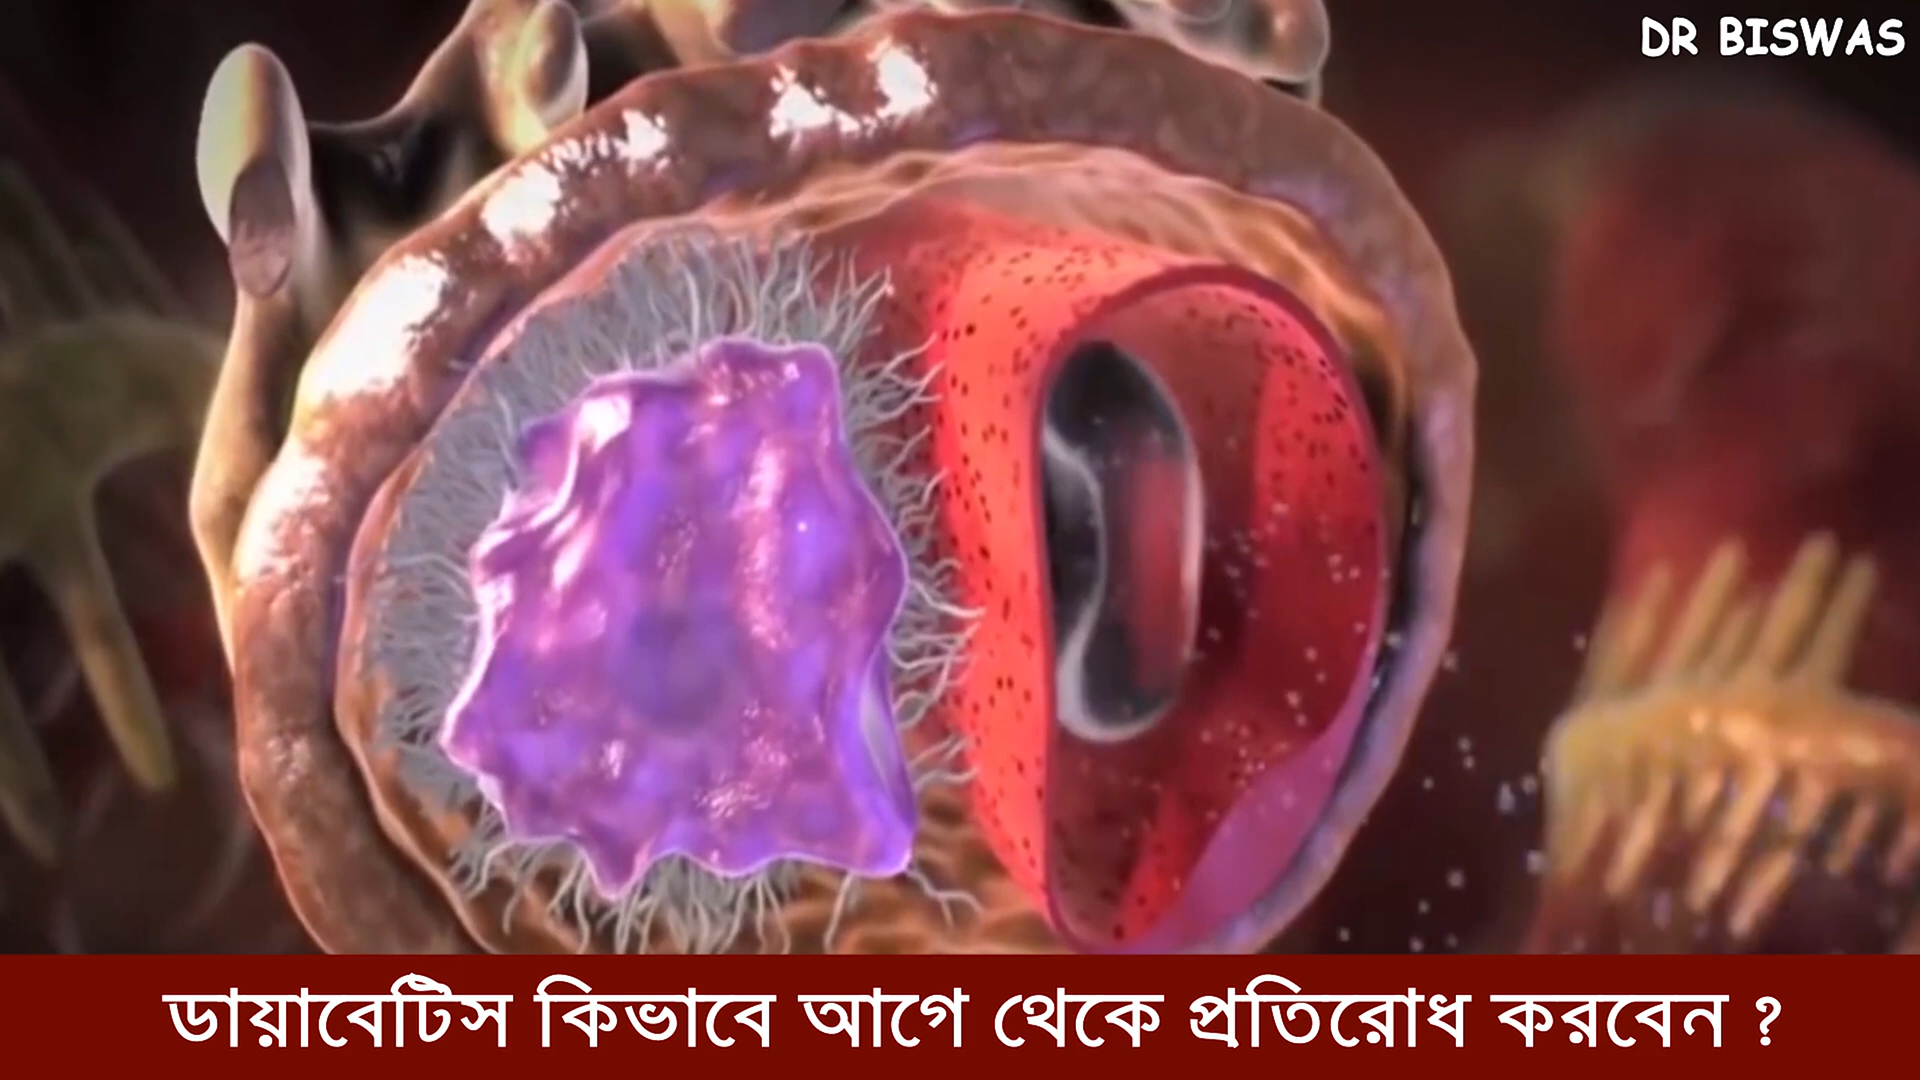 DR BISWAS
ডায়াবেটিস কিভাবে আগে থেকে প্রতিরোধ করবেন ?